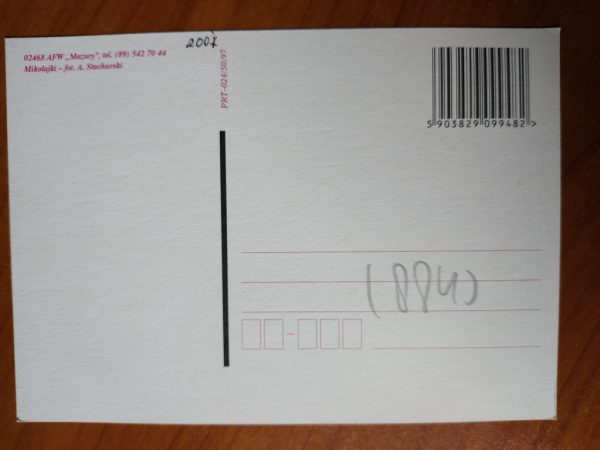 02468 AFW „Mazury”, tel. (89) 542 70 44
Mikołajki – fot. A. Stachurski
2007
PRT-024/50/97
5 903829 099482 >
(884)